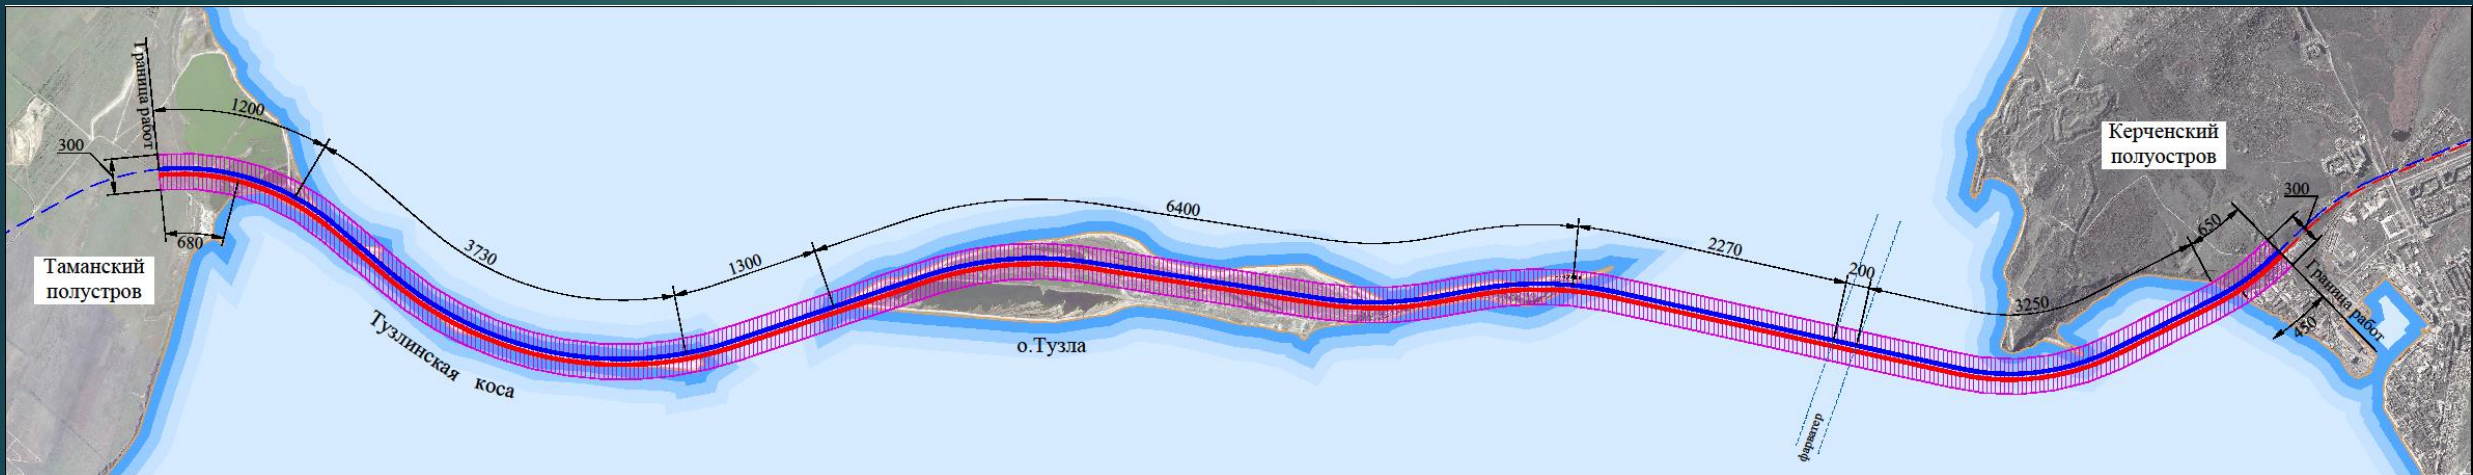 Граница работ
1200
300
680
Таманский
полустров
3730
Тузлинская коса
1300
6400
о.Тузла
2270
200
фарватер
3250
Керченский
полуостров
650
300
Граница работ
450